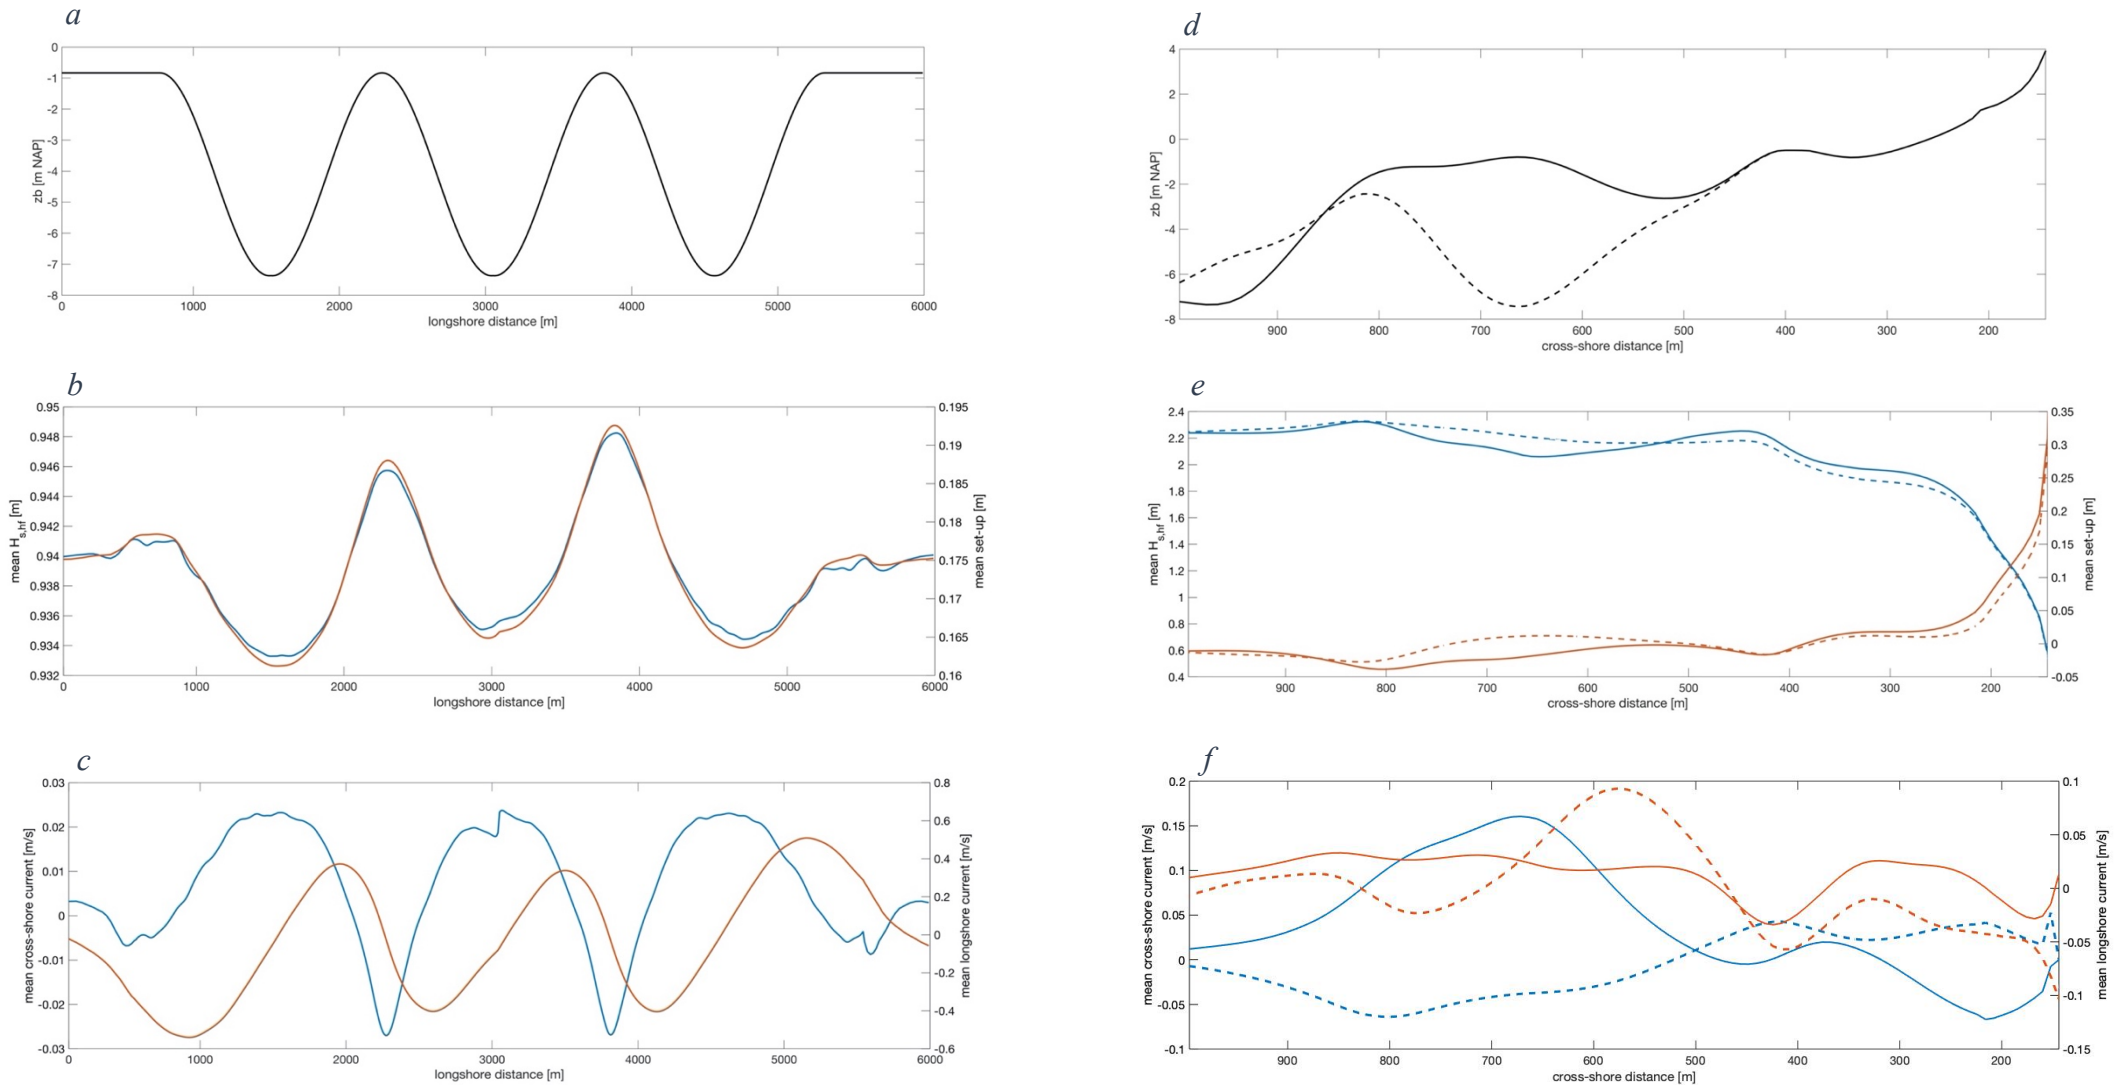 a
0
-1
-2
-3
-4
-5
-6
-7
-8
zb [m NAP]
0 1000 2000 3000 4000 5000 6000
longshore distance [m]
b
0.95
0.948
0.946
0.944
0.942
0.94
0.938
0.936
0.934
0.932
mean Hs,hf [m]
0.195
0.19
0.185
0.18
0.175
0.17
0.165
0.16
mean set-up [m]
0 1000 2000 3000 4000 5000 6000
longshore distance [m]
c
0.03
0.02
0.01
0
-0.01
-0.02
-0.03
mean cross-shore current [m/s]
0.8
0.6
0.4
0.2
0
-0.2
-0.4
-0.6
mean longshore current [m/s]
0 1000 2000 3000 4000 5000 6000
longshore distance [m]
d
4
2
0
-2
-4
-6
-8
zb [m NAP]
900 800 700 600 500 400 300 200
cross-shore distance [m]
e
2.4
2.2
2
1.8
1.6
1.4
1.2
1
0.8
0.6
0.4
mean Hs,hf [m]
0.35
0.3
0.25
0.2
0.15
0.1
0.05
0
-0.05
mean set-up [m]
900 800 700 600 500 400 300 200
cross-shore distance [m]
f
0.2
0.15
0.1
0.05
0
-0.05
-0.1
mean cross-shore current [m/s]
0.1
0.05
0
-0.05
-0.1
-0.15
mean longshore current [m/s]
900 800 700 600 500 400 300 200
cross-shore distance [m]